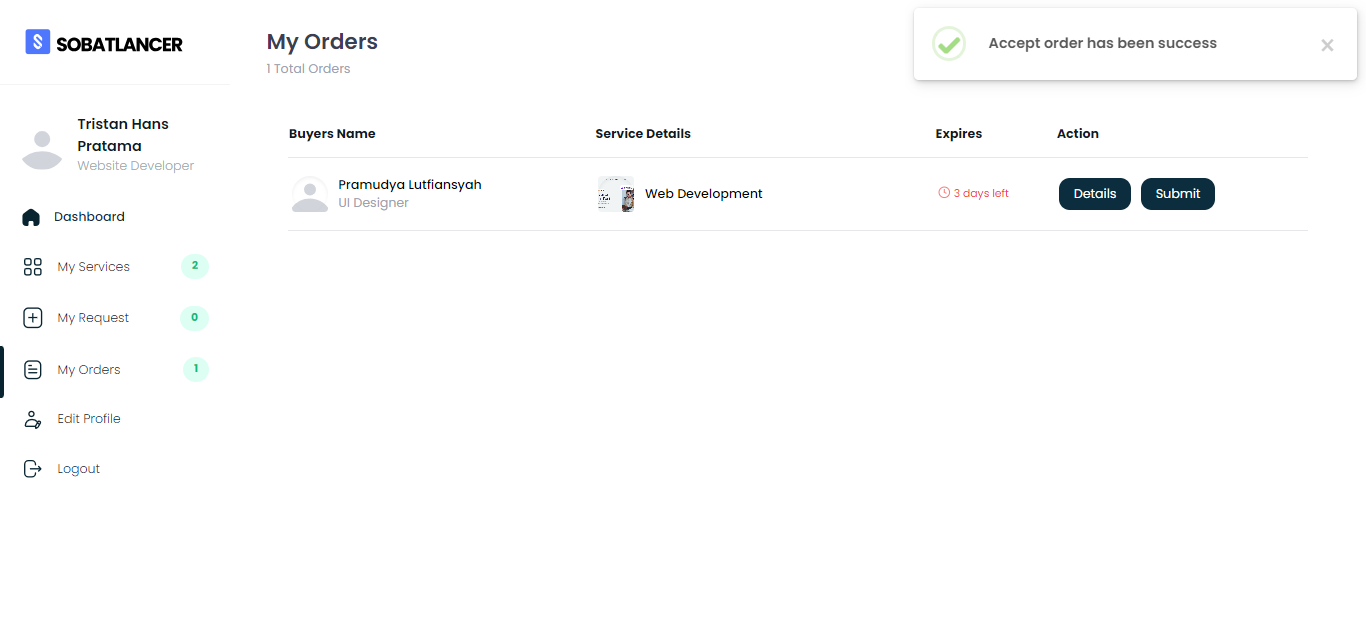 SOBATLANCER
Tristan Hans
Pratama
Website Developer
Dashboard
My Services 2
My Request 0
My Orders 1
Edit Profile
Logout
My Orders
1 Total Orders
Accept order has been success
Buyers Name Service Details Expires Action
Pramudya Lutfiansyah
UI Designer
Web Development
3 days left
Details Submit